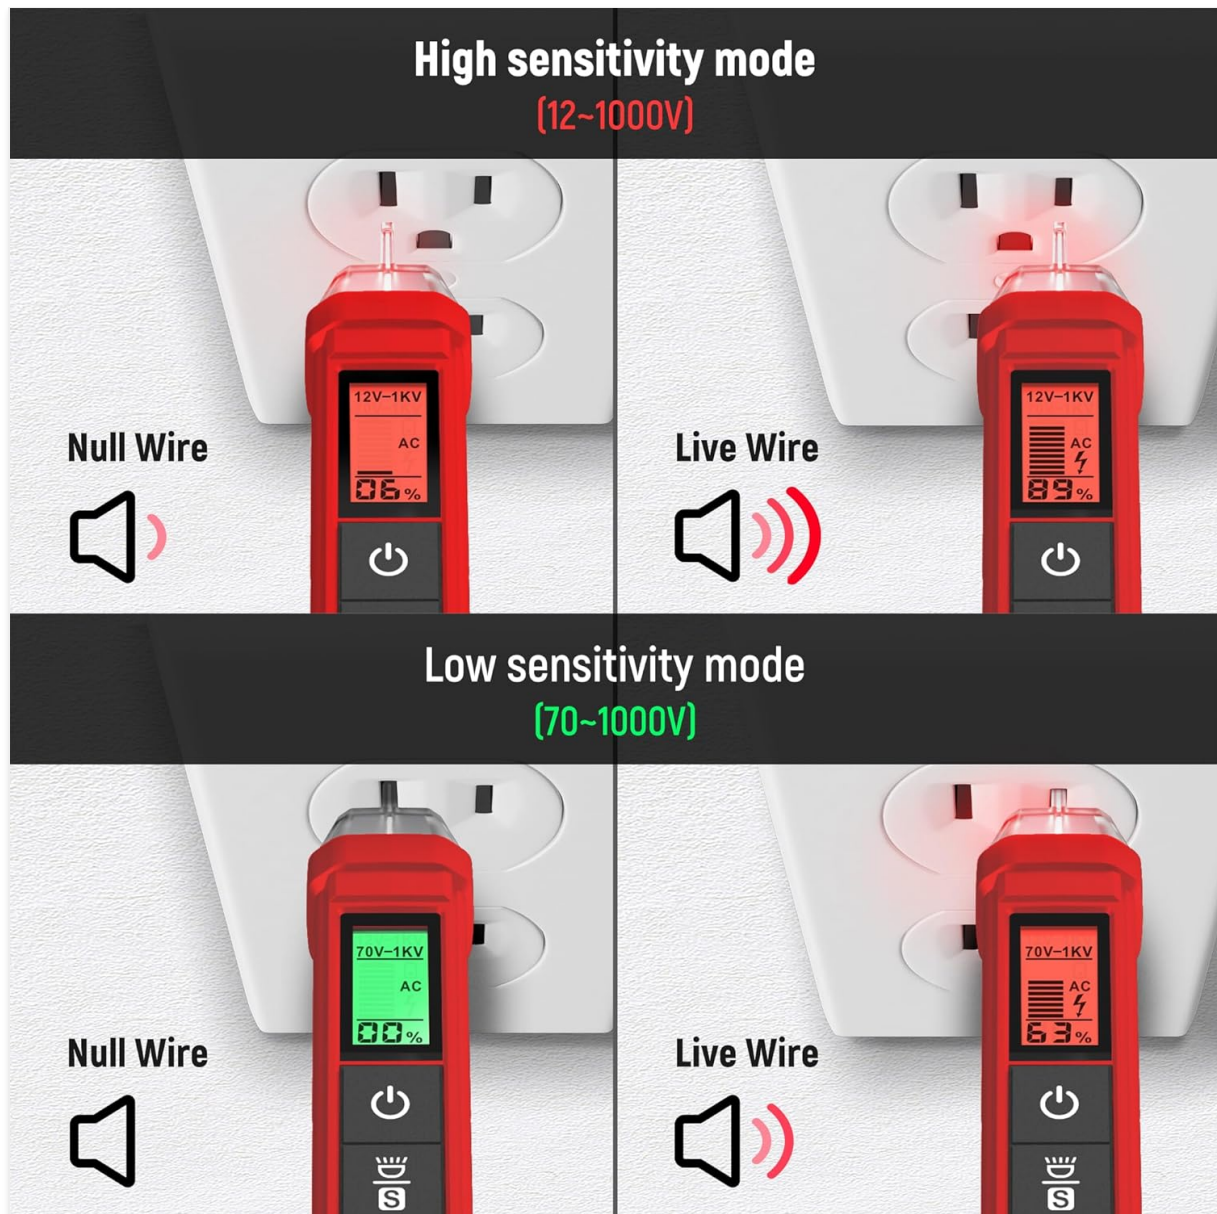 High sensitivity mode
(12~1000V)
12V–1KV
AC
06%
Null Wire
12V–1KV
AC
89%
Live Wire
Low sensitivity mode
(70~1000V)
70V–1KV
AC
00%
Null Wire
S
70V–1KV
AC
63%
Live Wire
S